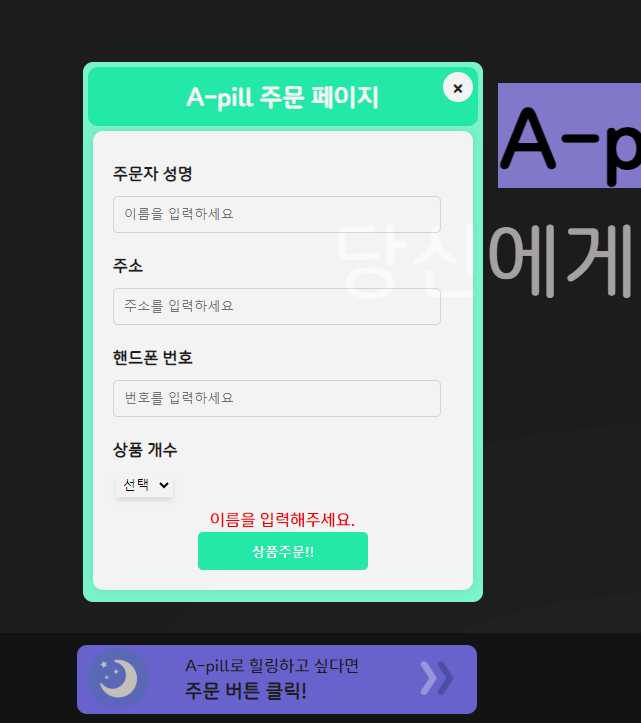 A-pill 주문 페이지
×
A-p
주문자 성명
이름을 입력하세요
당신에게
주소
주소를 입력하세요
핸드폰 번호
번호를 입력하세요
상품 개수
선택
이름을 입력해주세요.
상품주문!!
A-pill로 힐링하고 싶다면
주문 버튼 클릭!